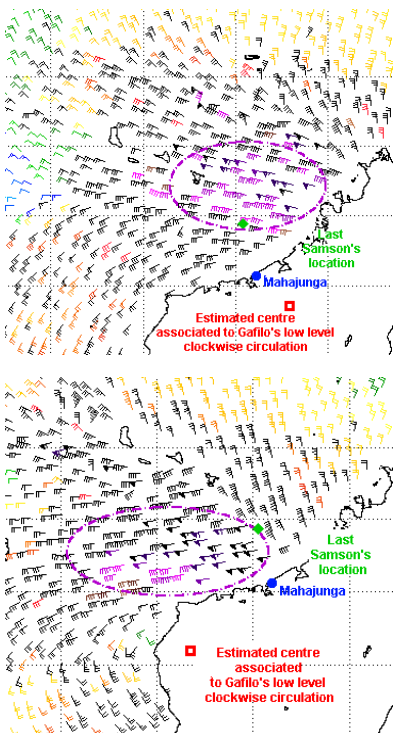 Last
Samson's
location
Mahajunga
Estimated centre
associated to Gafilo's low level
clockwise circulation
Last
Samson's
location
Mahajunga
Estimated centre
associated
to Gafilo's low level
clockwise circulation